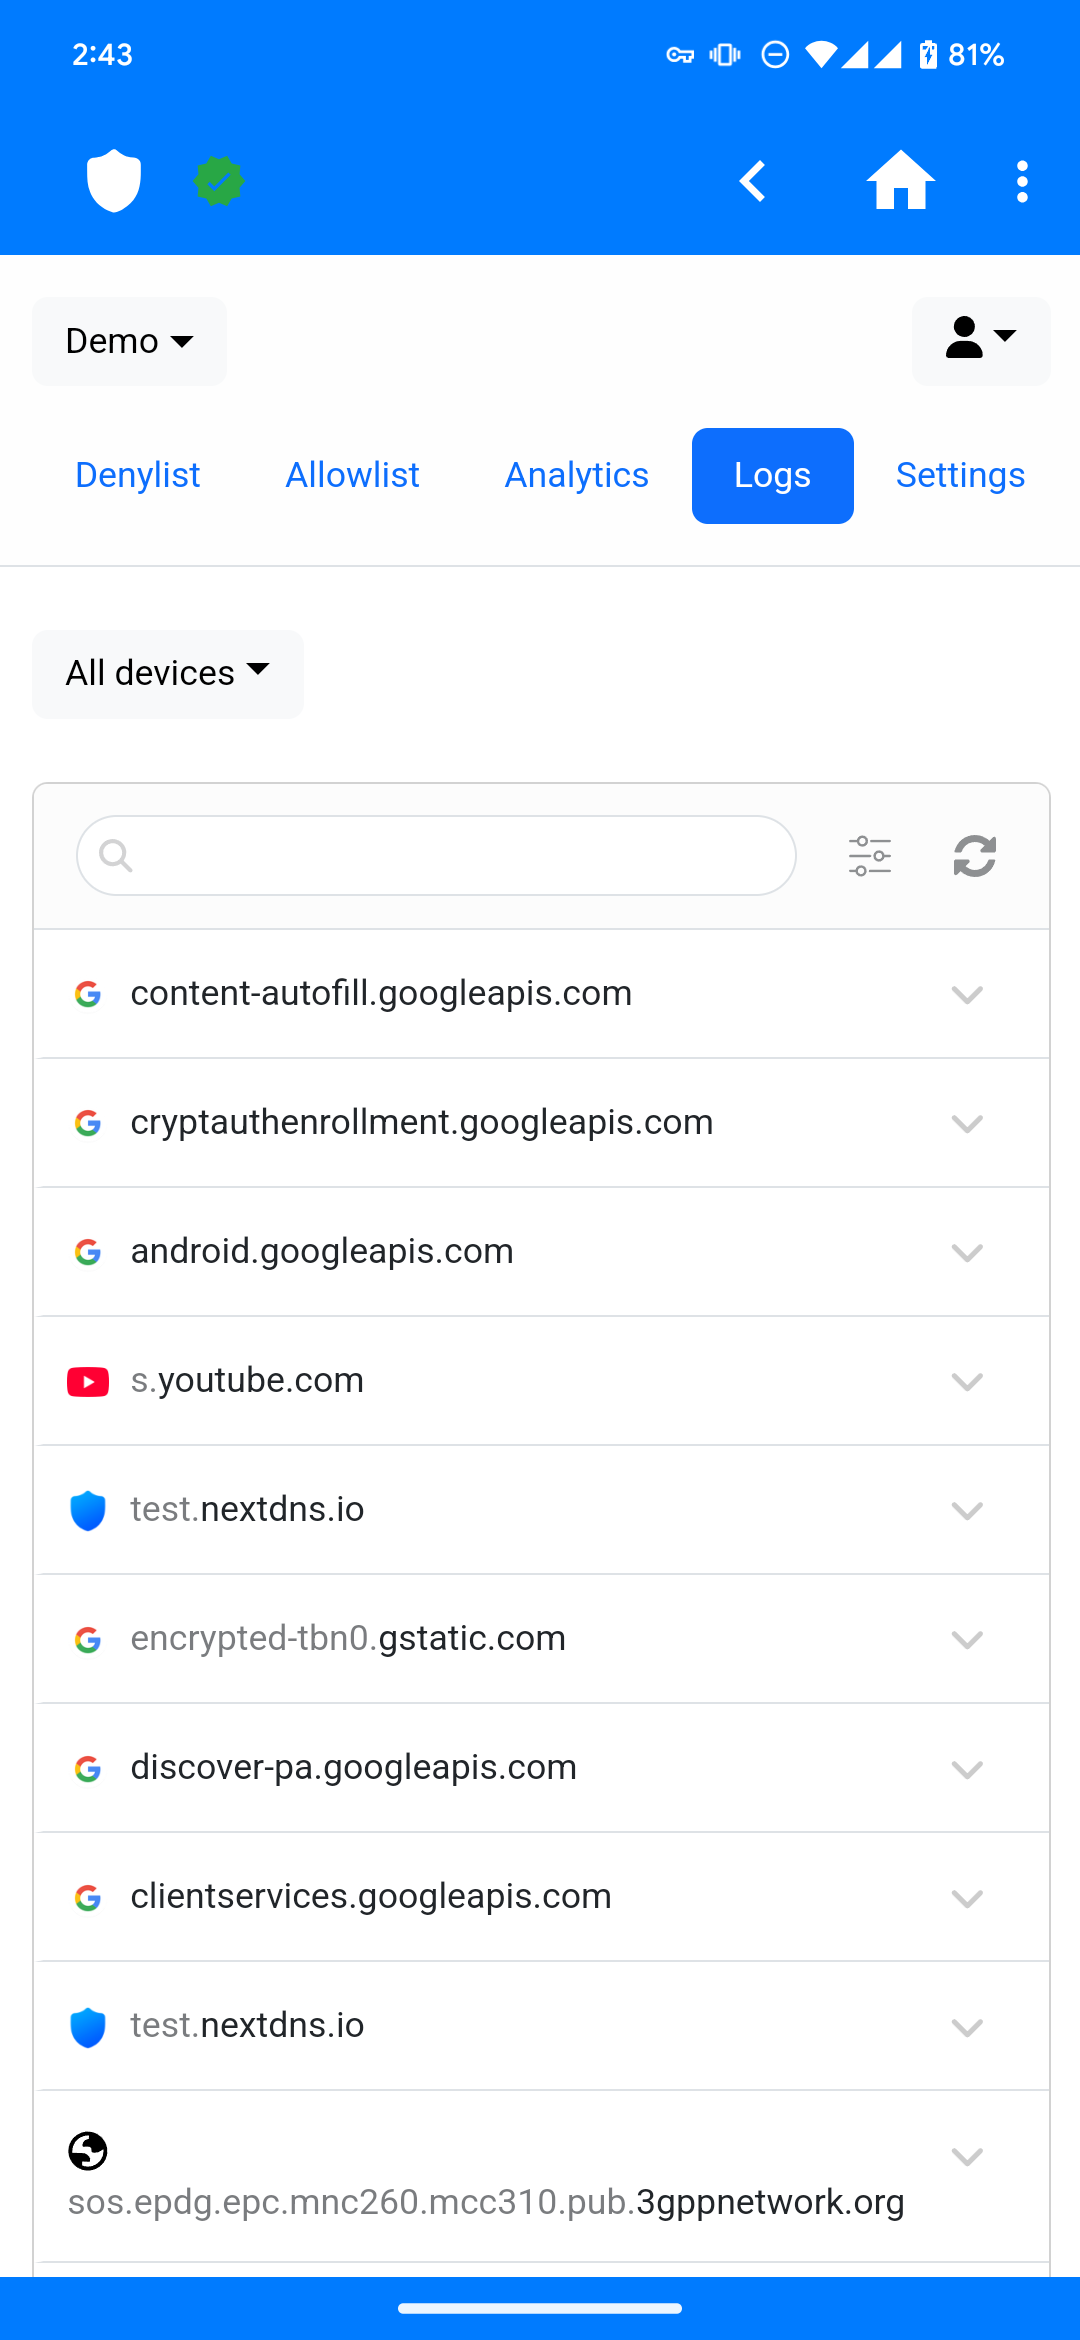 2:43
81%
Demo
Denylist
Allowlist
Analytics
Logs
Settings
All devices
content-autofill.googleapis.com
cryptauthenrollment.googleapis.com
android.googleapis.com
s.youtube.com
test.nextdns.io
encrypted-tbn0.gstatic.com
discover-pa.googleapis.com
clientservices.googleapis.com
test.nextdns.io
sos.epdg.epc.mnc260.mcc310.pub.3gppnetwork.org